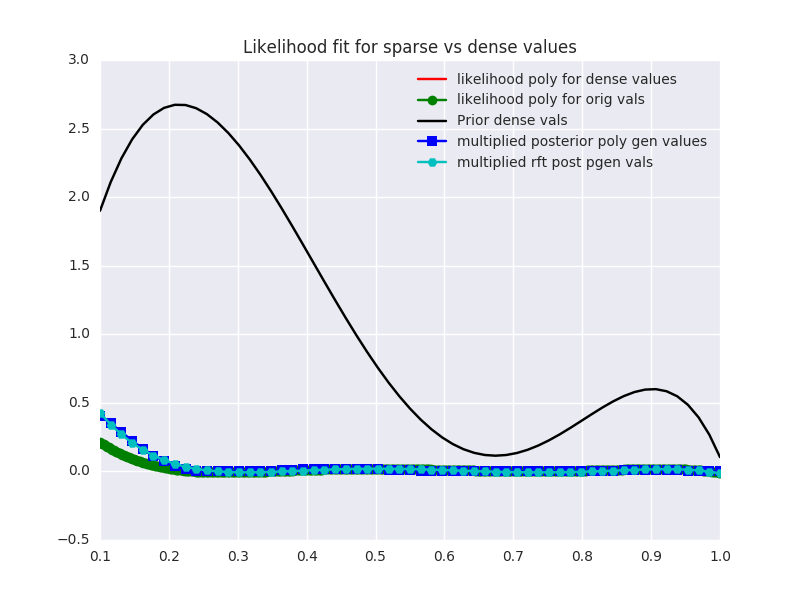 Likelihood fit for sparse vs dense values
3.0
2.5
2.0
1.5
1.0
0.5
0.0
−0.5
likelihood poly for dense values
likelihood poly for orig vals
Prior dense vals
multiplied posterior poly gen values
multiplied rft post pgen vals
0.1 0.2 0.3 0.4 0.5 0.6 0.7 0.8 0.9 1.0